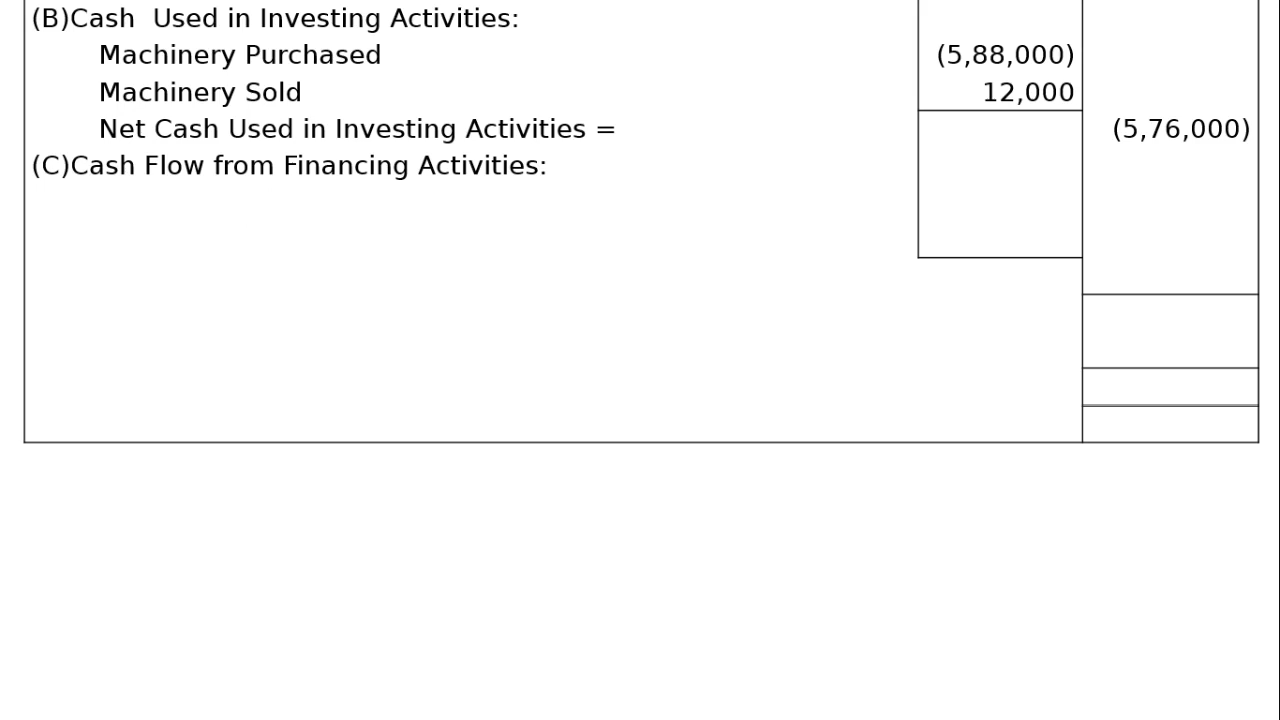 (B)Cash  Used in Investing Activities:
Machinery Purchased (5,88,000)
Machinery Sold 12,000
Net Cash Used in Investing Activities = (5,76,000)
(C)Cash Flow from Financing Activities: